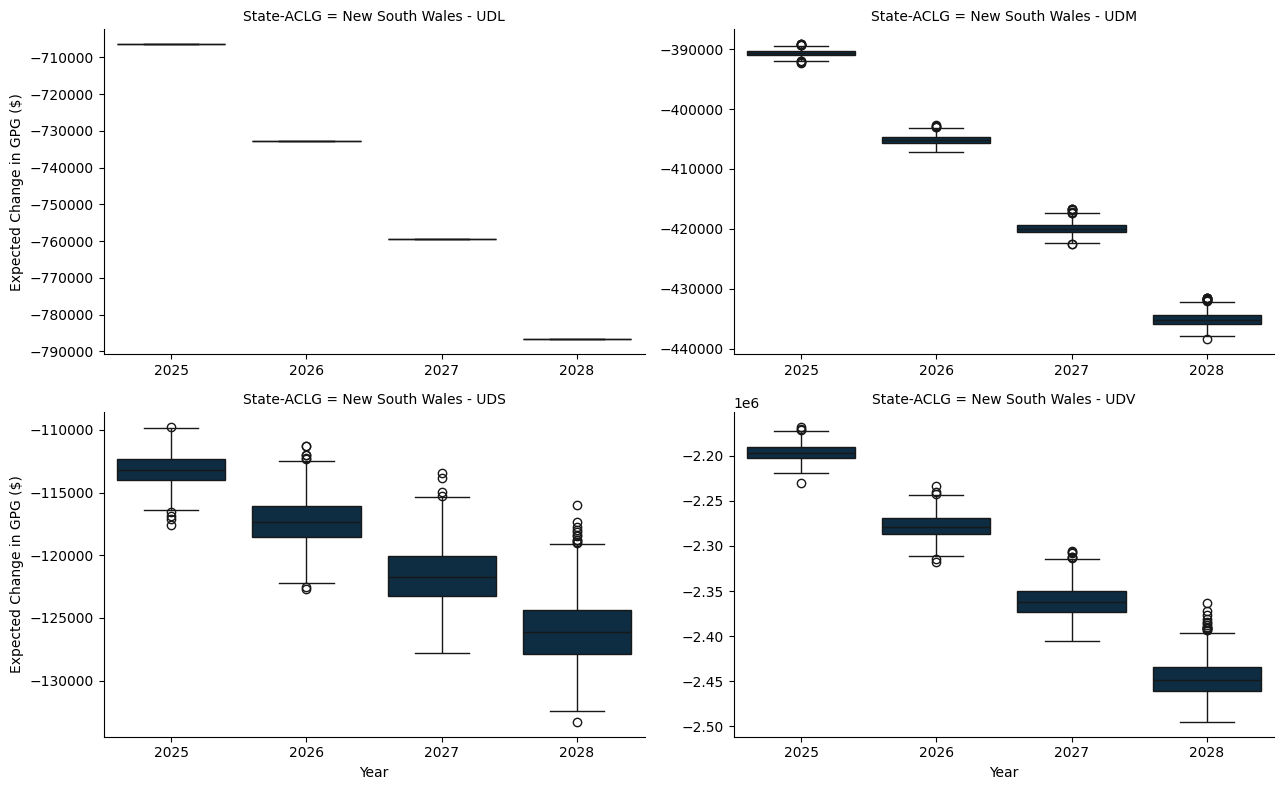 State-ACLG = New South Wales - UDL
Expected Change in GPG ($)
−710000
−720000
−730000
−740000
−750000
−760000
−770000
−780000
−790000
2025 2026 2027 2028
State-ACLG = New South Wales - UDM
−390000
−400000
−410000
−420000
−430000
−440000
2025 2026 2027 2028
State-ACLG = New South Wales - UDS
Expected Change in GPG ($)
−110000
−115000
−120000
−125000
−130000
2025 2026 2027 2028
Year
State-ACLG = New South Wales - UDV
1e6
−2.20
−2.25
−2.30
−2.35
−2.40
−2.45
−2.50
2025 2026 2027 2028
Year